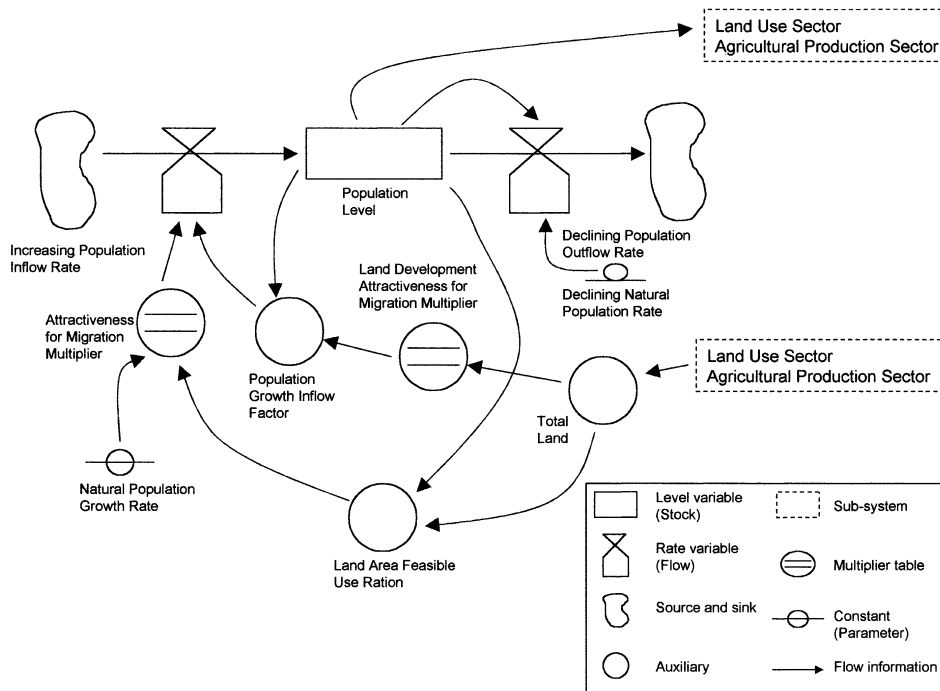 Land Use Sector
Agricultural Production Sector
Population
Level
Increasing Population
Inflow Rate
Declining Population
Outflow Rate
Declining Natural
Population Rate
Land Development
Attractiveness for
Migration Multiplier
Attractiveness
for Migration
Multiplier
Population
Growth Inflow
Factor
Land Use Sector
Agricultural Production Sector
Total
Land
Natural Population
Growth Rate
Land Area Feasible
Use Ration
Level variable
(Stock)
Sub-system
Rate variable
(Flow)
Multiplier table
Source and sink
Constant
(Parameter)
Auxiliary
Flow information